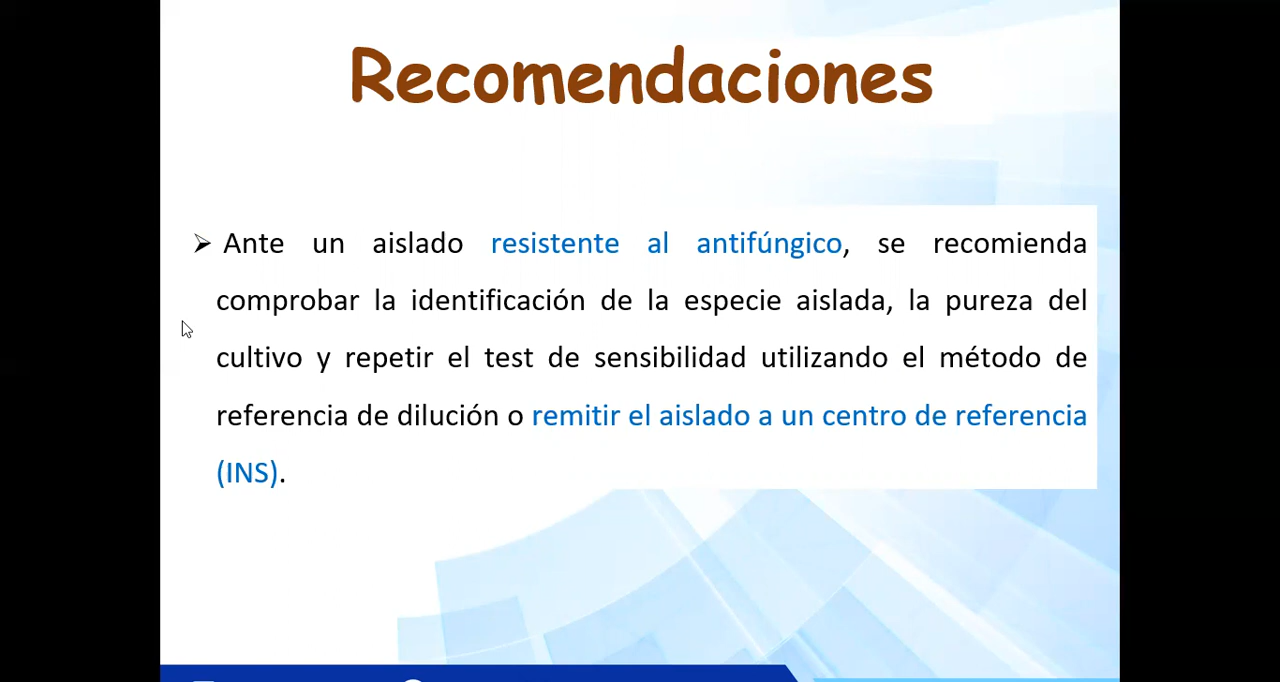 Recomendaciones
➢ Ante un aislado resistente al antifúngico, se recomienda
comprobar la identificación de la especie aislada, la pureza del
cultivo y repetir el test de sensibilidad utilizando el método de
referencia de dilución o remitir el aislado a un centro de referencia
(INS).